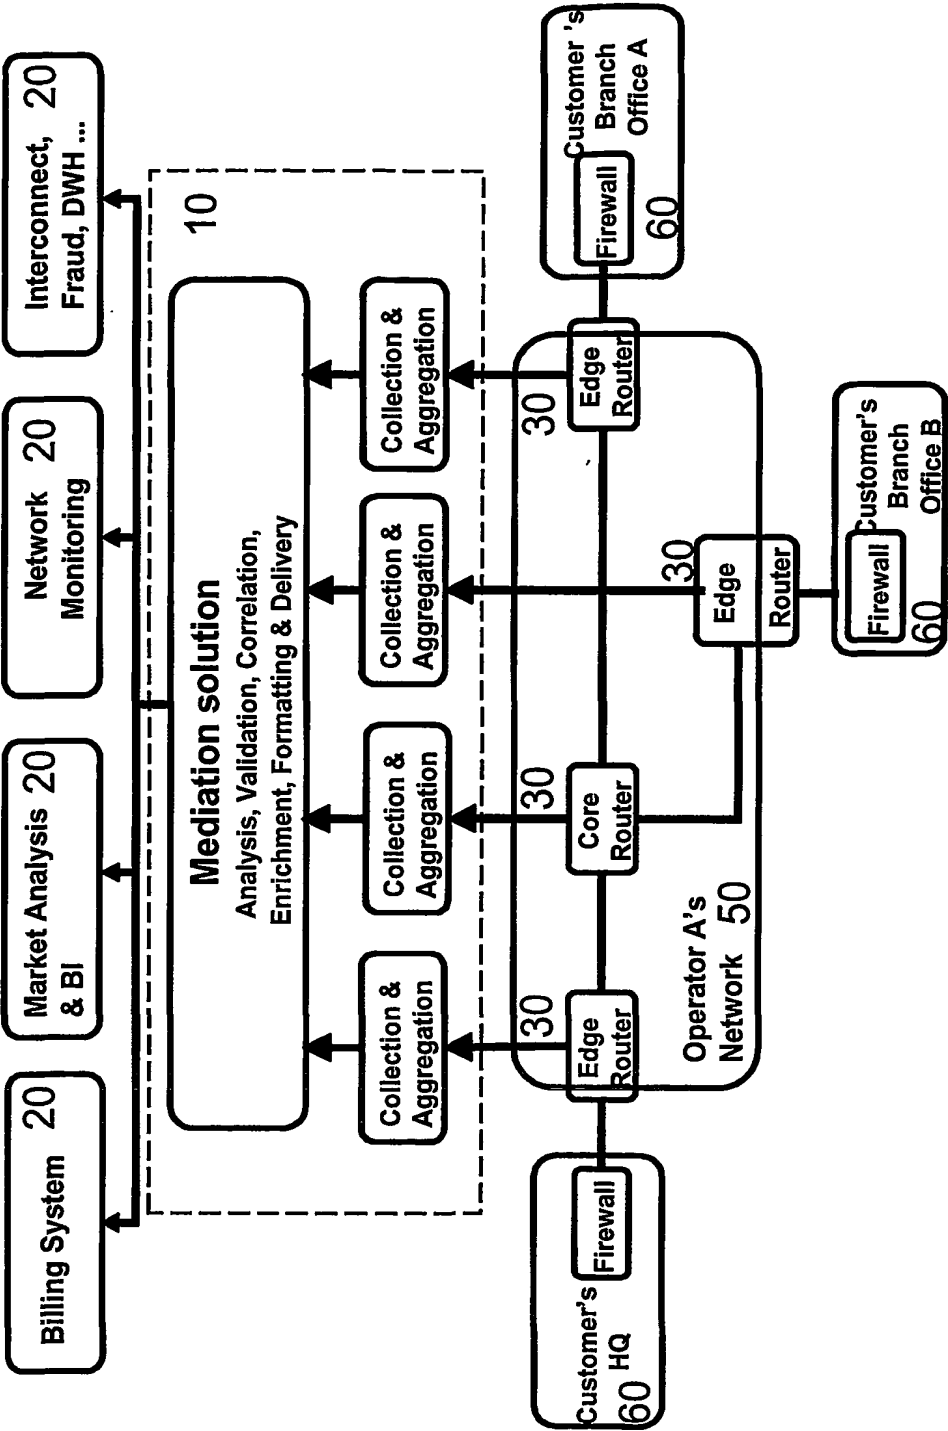 Billing System
20
Market Analysis
& BI
20
Network
Monitoring
20
Interconnect,
Fraud, DWH ...
20
10
Mediation solution
Analysis, Validation, Correlation,
Enrichment, Formatting & Delivery
Collection &
Aggregation
Collection &
Aggregation
Collection &
Aggregation
Collection &
Aggregation
30
30
30
30
Customer's
HQ
60
Firewall
Edge
Router
Core
Router
Edge
Router
Firewall
Customer 's
Branch
Office A
60
Operator A's
Network
50
Edge
Router
Firewall
Customer's
Branch
Office B
60